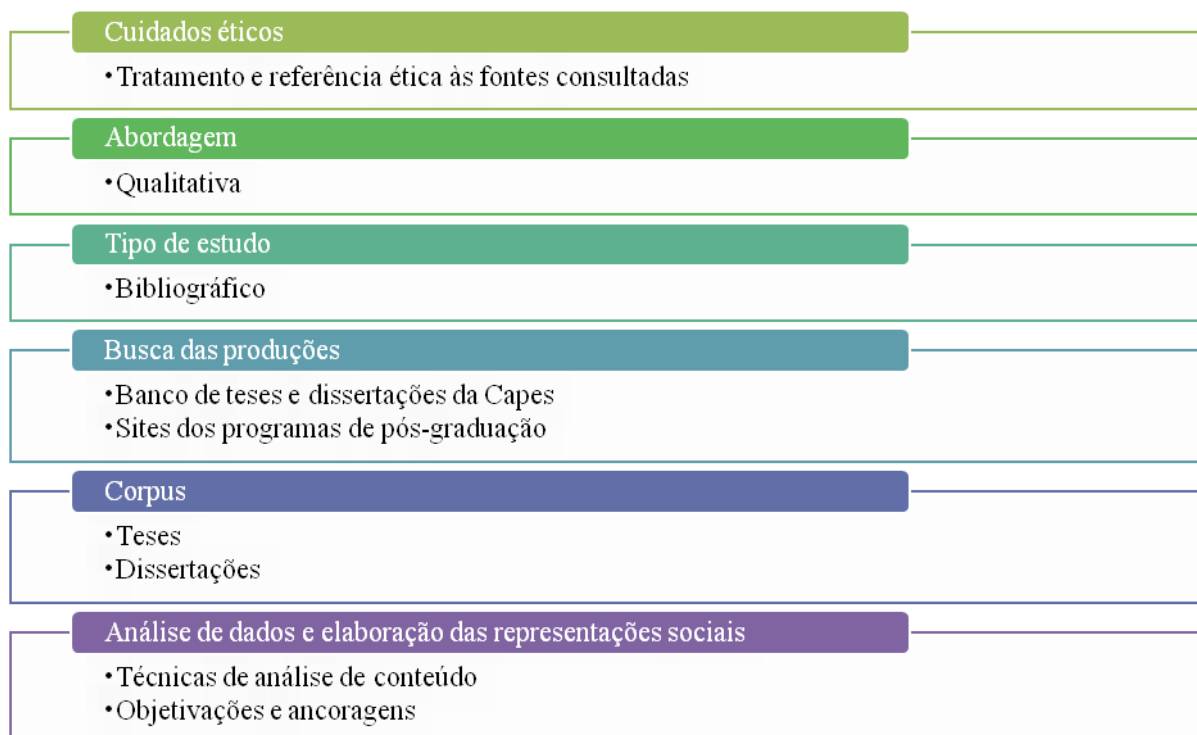 Cuidados éticos
•Tratamento e referência ética às fontes consultadas
Abordagem
•Qualitativa
Tipo de estudo
•Bibliográfico
Busca das produções
•Banco de teses e dissertações da Capes
•Sites dos programas de pós-graduação
Corpus
•Teses
•Dissertações
Análise de dados e elaboração das representações sociais
•Técnicas de análise de conteúdo
•Objetivações e ancoragens